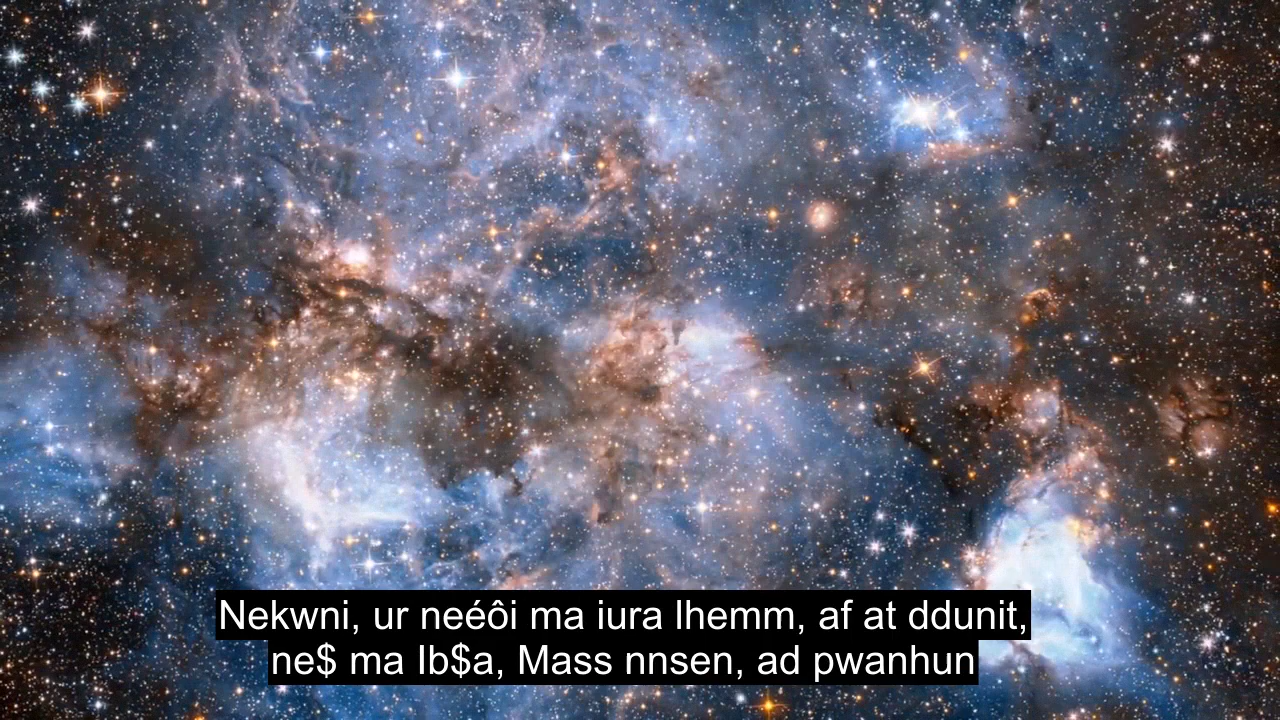 Nekwni, ur neéôi ma iura lhemm, af at ddunit,
ne$ ma Ib$a, Mass nnsen, ad pwanhun